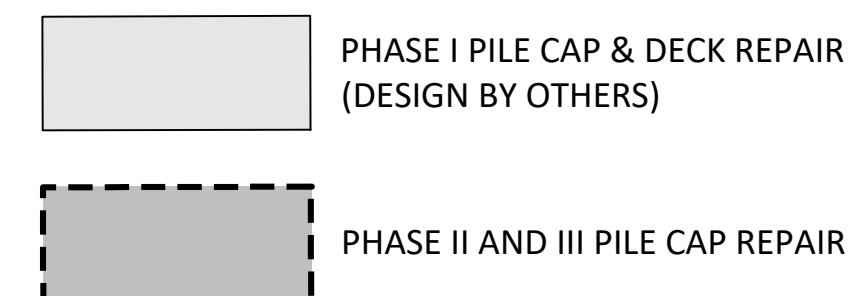 PHASE I PILE CAP & DECK REPAIR
(DESIGN BY OTHERS)
PHASE II AND III PILE CAP REPAIR